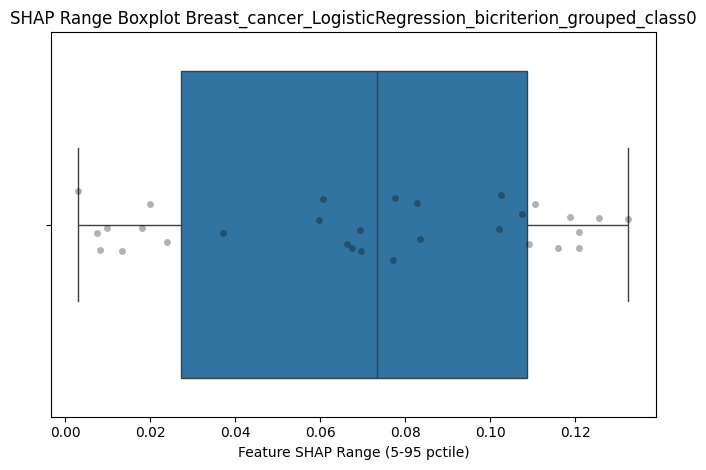 SHAP Range Boxplot Breast_cancer_LogisticRegression_bicriterion_grouped_class0
0.00 0.02 0.04 0.06 0.08 0.10 0.12
Feature SHAP Range (5-95 pctile)